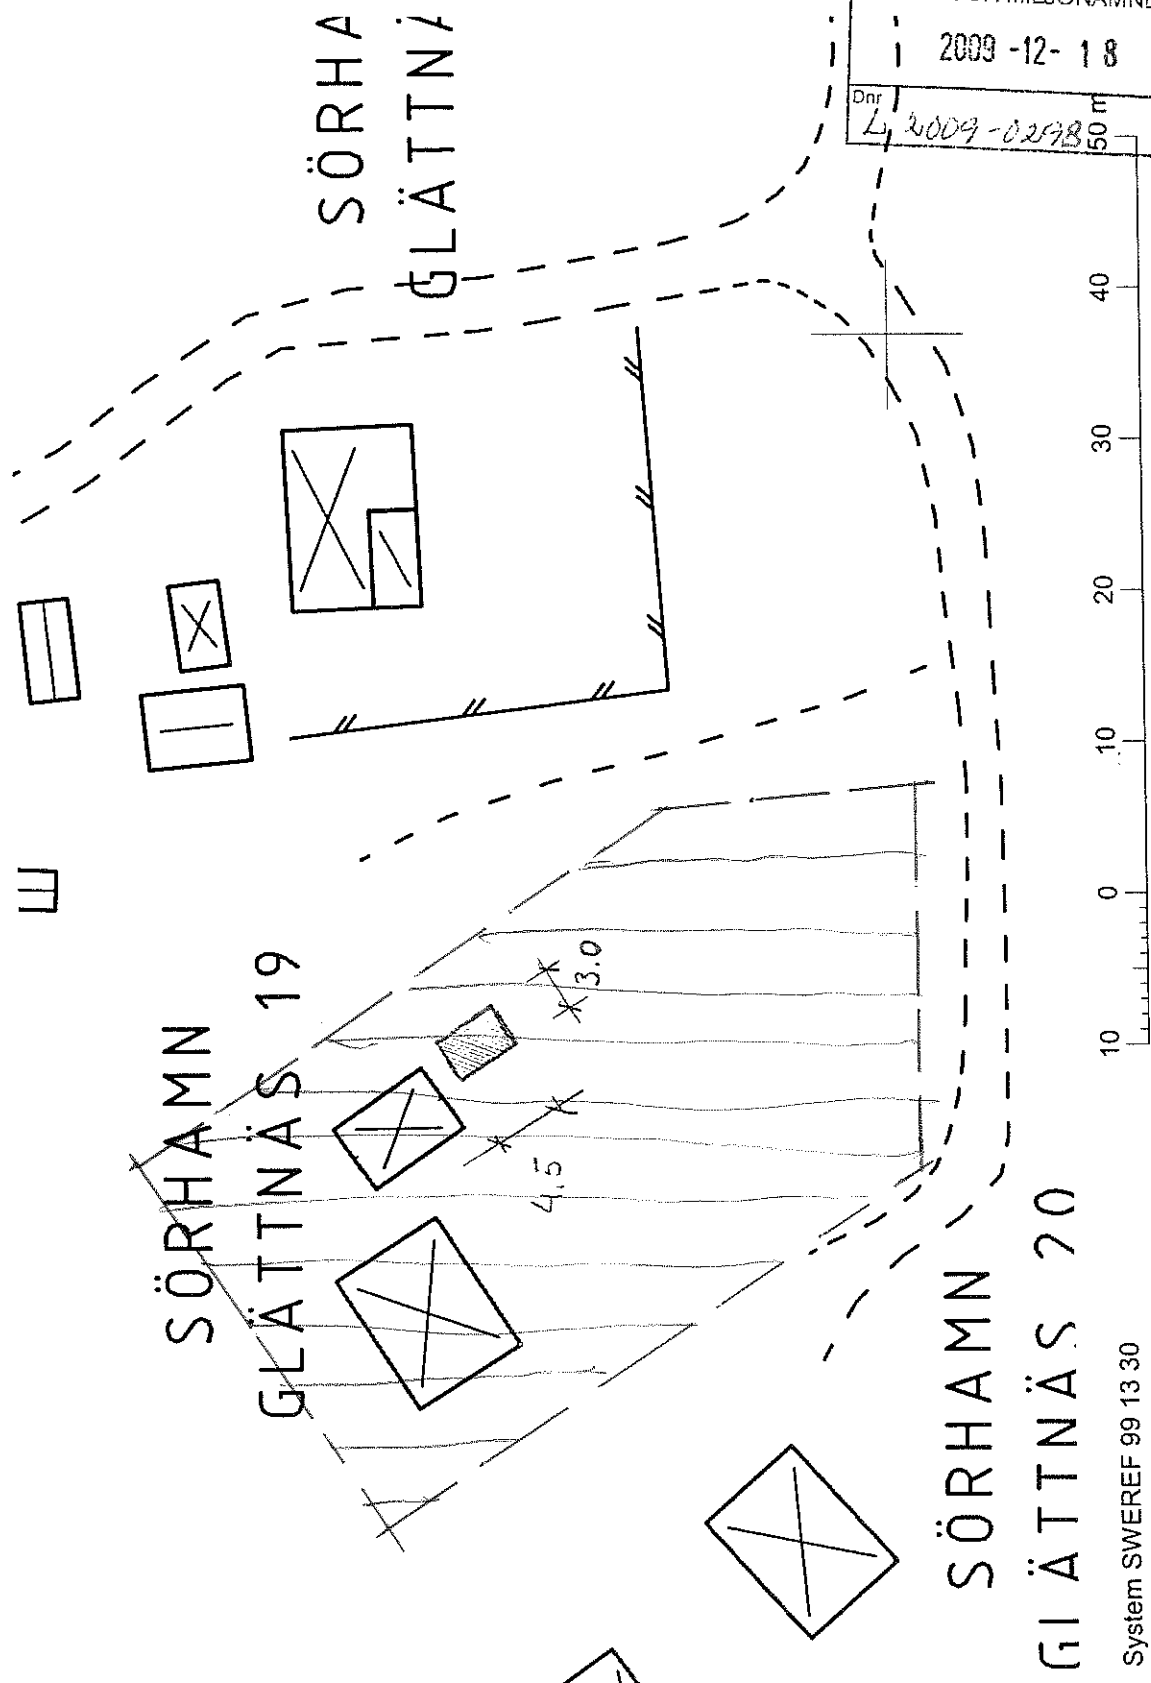 2009 -12- 18
Dnr
L 2009-0298
SÖRHA
GLÄTTNÄ
SÖRHAMN
GLÄTTNÄS 19
3.0
4.5
SÖRHAMN
GLÄTTNÄS 20
System SWEREF 99 13 30
10 0 10 20 30 40 50 m